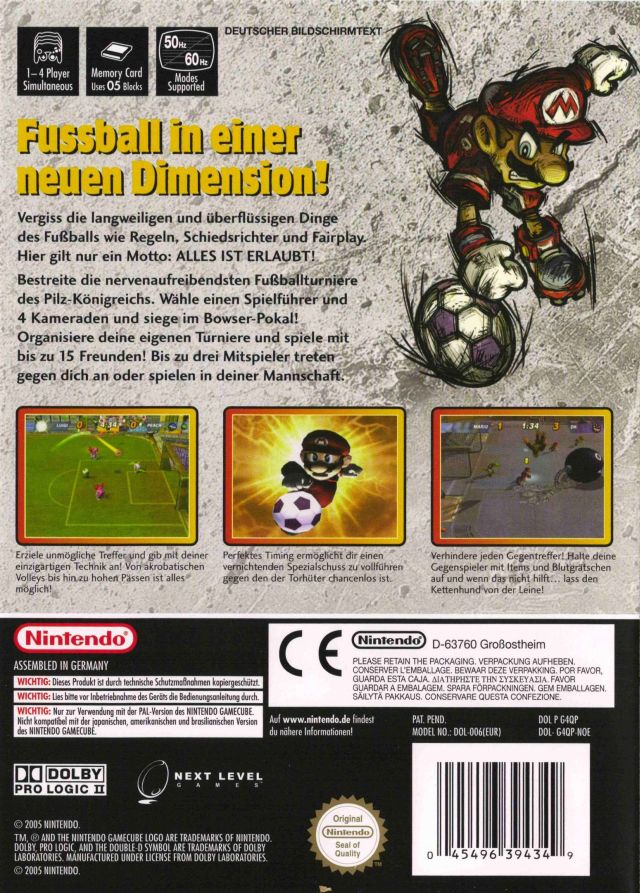 DEUTSCHER BILDSCHIRMTEXT
1–4 Player
Simultaneous
Memory Card
Uses 05 Blocks
50Hz
60Hz
Modes
Supported
Fussball in einer
neuen Dimension!
Vergiss die langweiligen und überflüssigen Dinge
des Fußballs wie Regeln, Schiedsrichter und Fairplay.
Hier gilt nur ein Motto: ALLES IST ERLAUBT!
Bestreite die nervenaufreibendsten Fußballturniere
des Pilz-Königreichs. Wähle einen Spielführer und
4 Kameraden und siege im Bowser-Pokal!
Organisiere deine eigenen Turniere und spiele mit
bis zu 15 Freunden! Bis zu drei Mitspieler treten
gegen dich an oder spielen in deiner Mannschaft.
LUIGI 0 4:34 0 PEACH
MARIO 1 1:34 3 DK
Erziele unmögliche Treffer und gib mit deiner
einzigartigen Technik an! Von akrobatischen
Volleys bis hin zu hohen Pässen ist alles
möglich!
Perfektes Timing ermöglicht dir einen
vernichtenden Spezialschuss zu vollführen
gegen den der Torhüter chancenlos ist.
Verhindere jeden Gegentreffer! Halte deine
Gegenspieler mit Items und Blutgrätschen
auf und wenn das nicht hilft... lass den
Kettenhund von der Leine!
Nintendo®
ASSEMBLED IN GERMANY
WICHTIG: Dieses Produkt ist durch technische Schutzmaßnahmen kopiergeschützt.
WICHTIG: Lies bitte vor Inbetriebnahme des Geräts die Bedienungsanleitung durch.
WICHTIG: Nur zur Verwendung mit der PAL-Version des NINTENDO GAMECUBE.
Nicht kompatibel mit der japanischen, amerikanischen und brasilianischen Version
des NINTENDO GAMECUBE.
CE
Nintendo® D-63760 Großostheim
PLEASE RETAIN THE PACKAGING. VERPACKUNG AUFHEBEN.
CONSERVER L'EMBALLAGE. BEWAAR DEZE VERPAKKING. POR FAVOR,
GUARDA ESTA CAJA. ΔΙΑΤΗΡΗΣΤΕ ΤΗ ΣΥΣΚΕΥΑΣΙΑ. FAVOR
GUARDAR A EMBALAGEM. SPARA FÖRPACKNINGEN. GEM EMBALLAGEN.
SÄILYTÄ PAKKAUS. CONSERVARE QUESTA CONFEZIONE.
Auf www.nintendo.de findest
du nähere Informationen!
PAT. PEND.
MODEL NO.: DOL-006(EUR)
DOL P G4QP
DOL- G4QP-NOE
DOLBY
PRO LOGIC II
NEXT LEVEL
GAMES
© 2005 NINTENDO.
TM, ® AND THE NINTENDO GAMECUBE LOGO ARE TRADEMARKS OF NINTENDO.
DOLBY, PRO LOGIC, AND THE DOUBLE-D SYMBOL ARE TRADEMARKS OF DOLBY
LABORATORIES. MANUFACTURED UNDER LICENSE FROM DOLBY LABORATORIES.
© 2005 NINTENDO.
Original
Nintendo
Seal of
Quality
TM
0 45496 39434 9